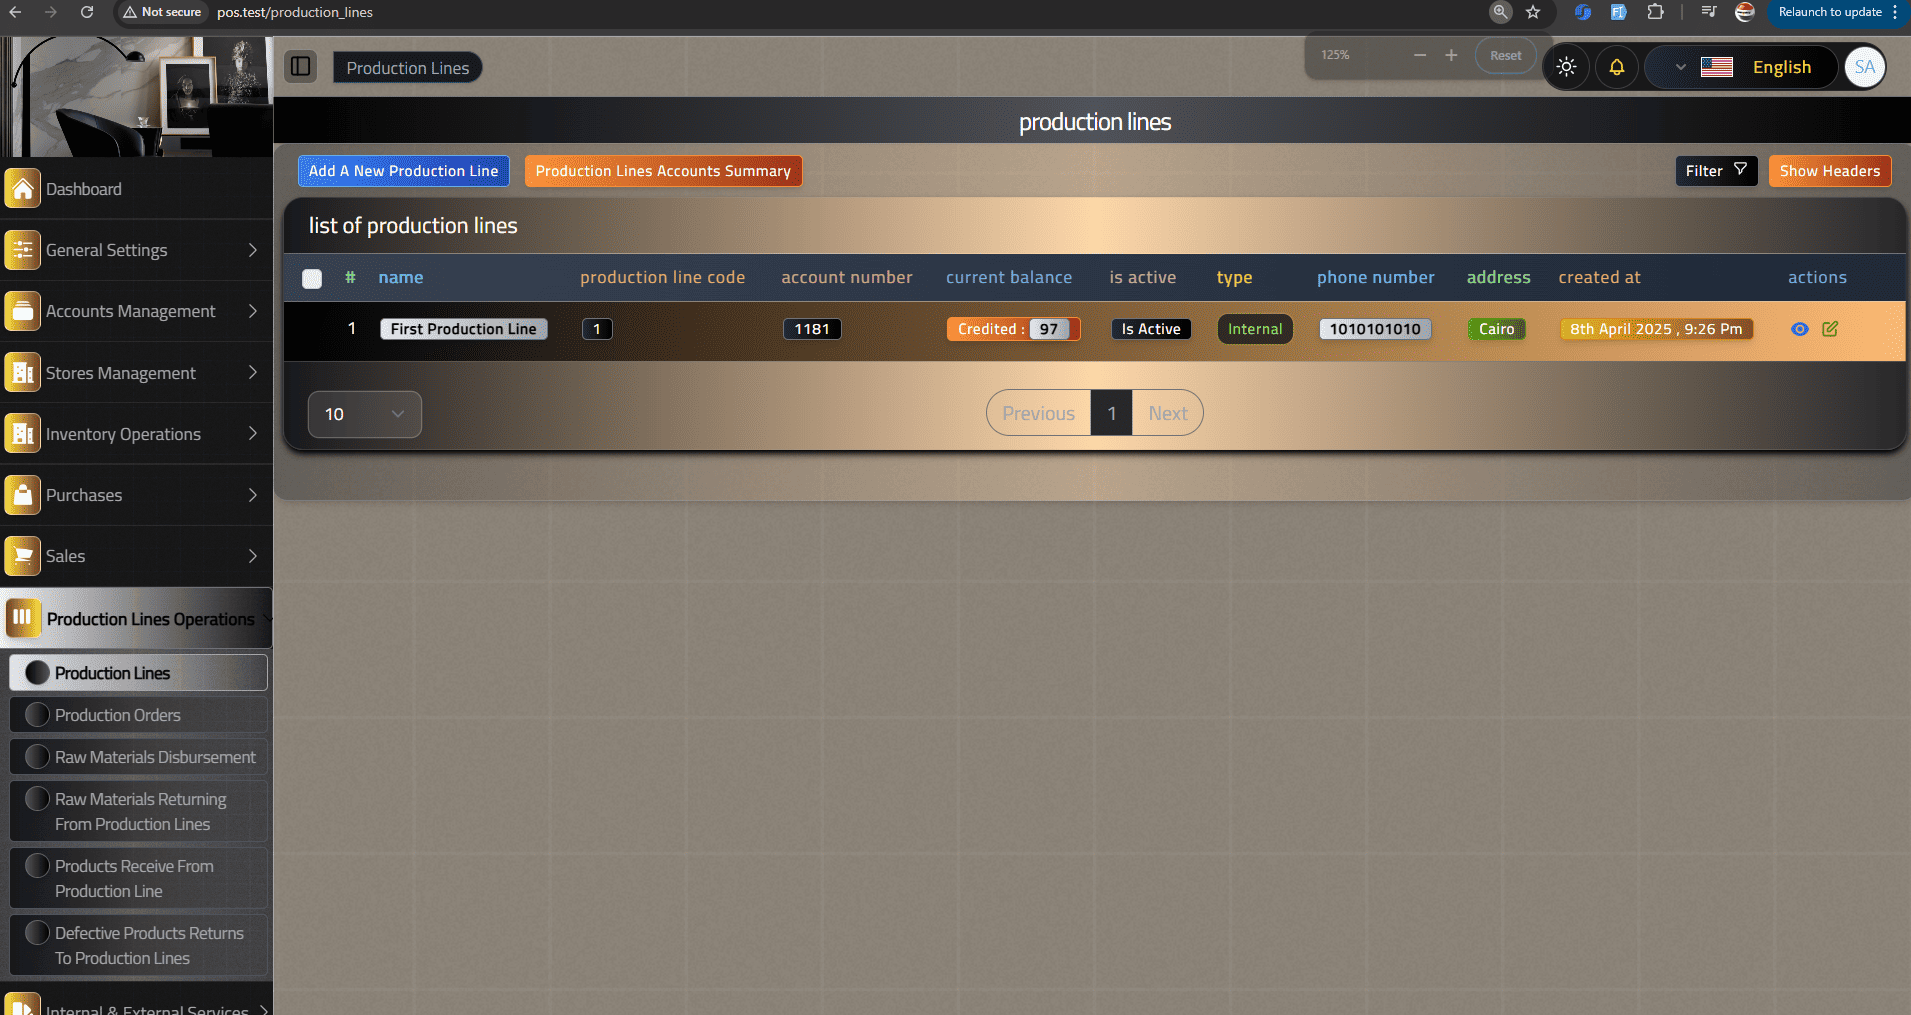 Not secure
pos.test/production_lines
Relaunch to update
Production Lines
125%
Reset
English
SA
production lines
Add A New Production Line
Production Lines Accounts Summary
Filter
Show Headers
list of production lines
# name production line code account number current balance is active type phone number address created at actions
1 First Production Line 1 1181 Credited : 97 Is Active Internal 1010101010 Cairo 8th April 2025 , 9:26 Pm
10
Previous 1 Next
Dashboard
General Settings
Accounts Management
Stores Management
Inventory Operations
Purchases
Sales
Production Lines Operations
Production Lines
Production Orders
Raw Materials Disbursement
Raw Materials Returning
From Production Lines
Products Receive From
Production Line
Defective Products Returns
To Production Lines
Internal & External Services